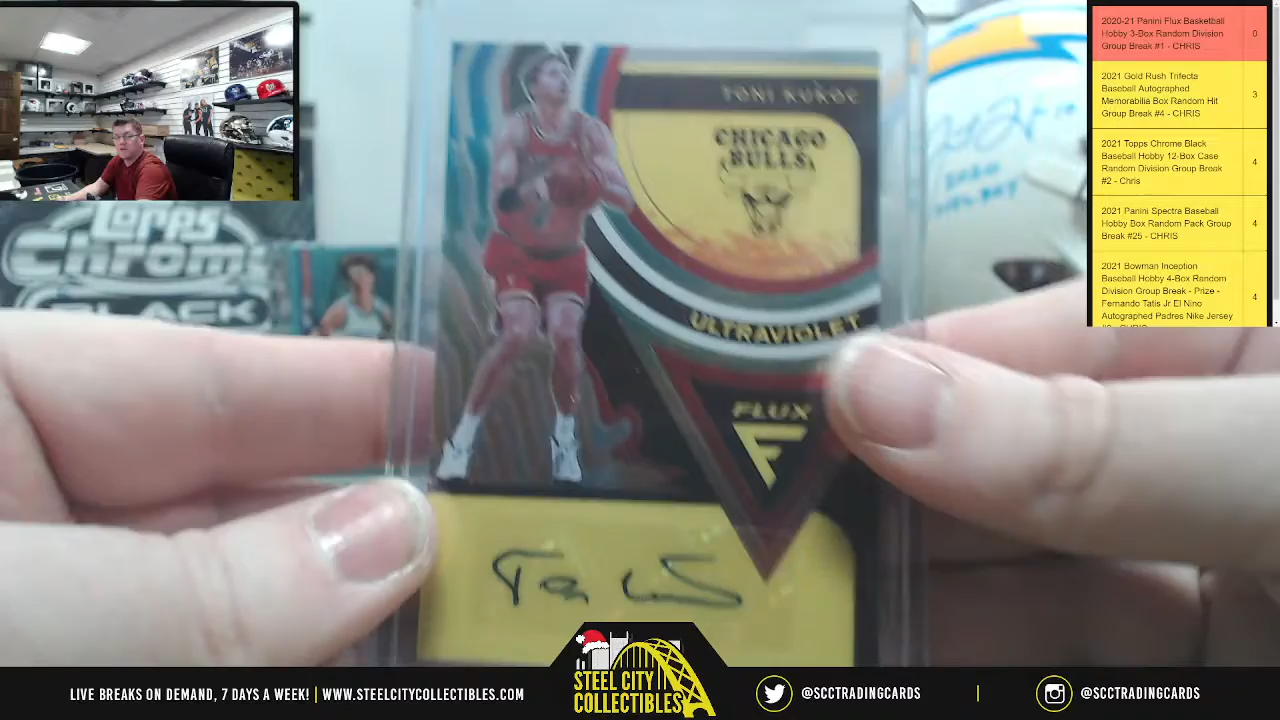 2020-21 Panini Flux Basketball
Hobby 3-Box Random Division
Group Break #1 - CHRIS
0
2021 Gold Rush Trifecta
Baseball Autographed
Memorabilia Box Random Hit
Group Break #4 - CHRIS
3
2021 Topps Chrome Black
Baseball Hobby 12-Box Case
Random Division Group Break
#2 - Chris
4
2021 Panini Spectra Baseball
Hobby Box Random Pack Group
Break #25 - CHRIS
4
2021 Bowman Inception
Baseball Hobby 4-Box Random
Division Group Break - Prize -
Fernando Tatis Jr El Nino
Autographed Padres Nike Jersey
4
TONI KUKOC
CHICAGO
BULLS
ULTRAVIOLET
FLUX
F
Topps
Chrome
BLACK
LIVE BREAKS ON DEMAND, 7 DAYS A WEEK! | WWW.STEELCITYCOLLECTIBLES.COM
STEEL CITY
COLLECTIBLES
@SCCTRADINGCARDS
@SCCTRADINGCARDS